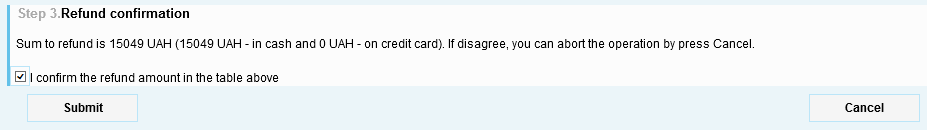 Step 3.Refund confirmation
Sum to refund is 15049 UAH (15049 UAH - in cash and 0 UAH - on credit card). If disagree, you can abort the operation by press Cancel.
I confirm the refund amount in the table above
Submit Cancel